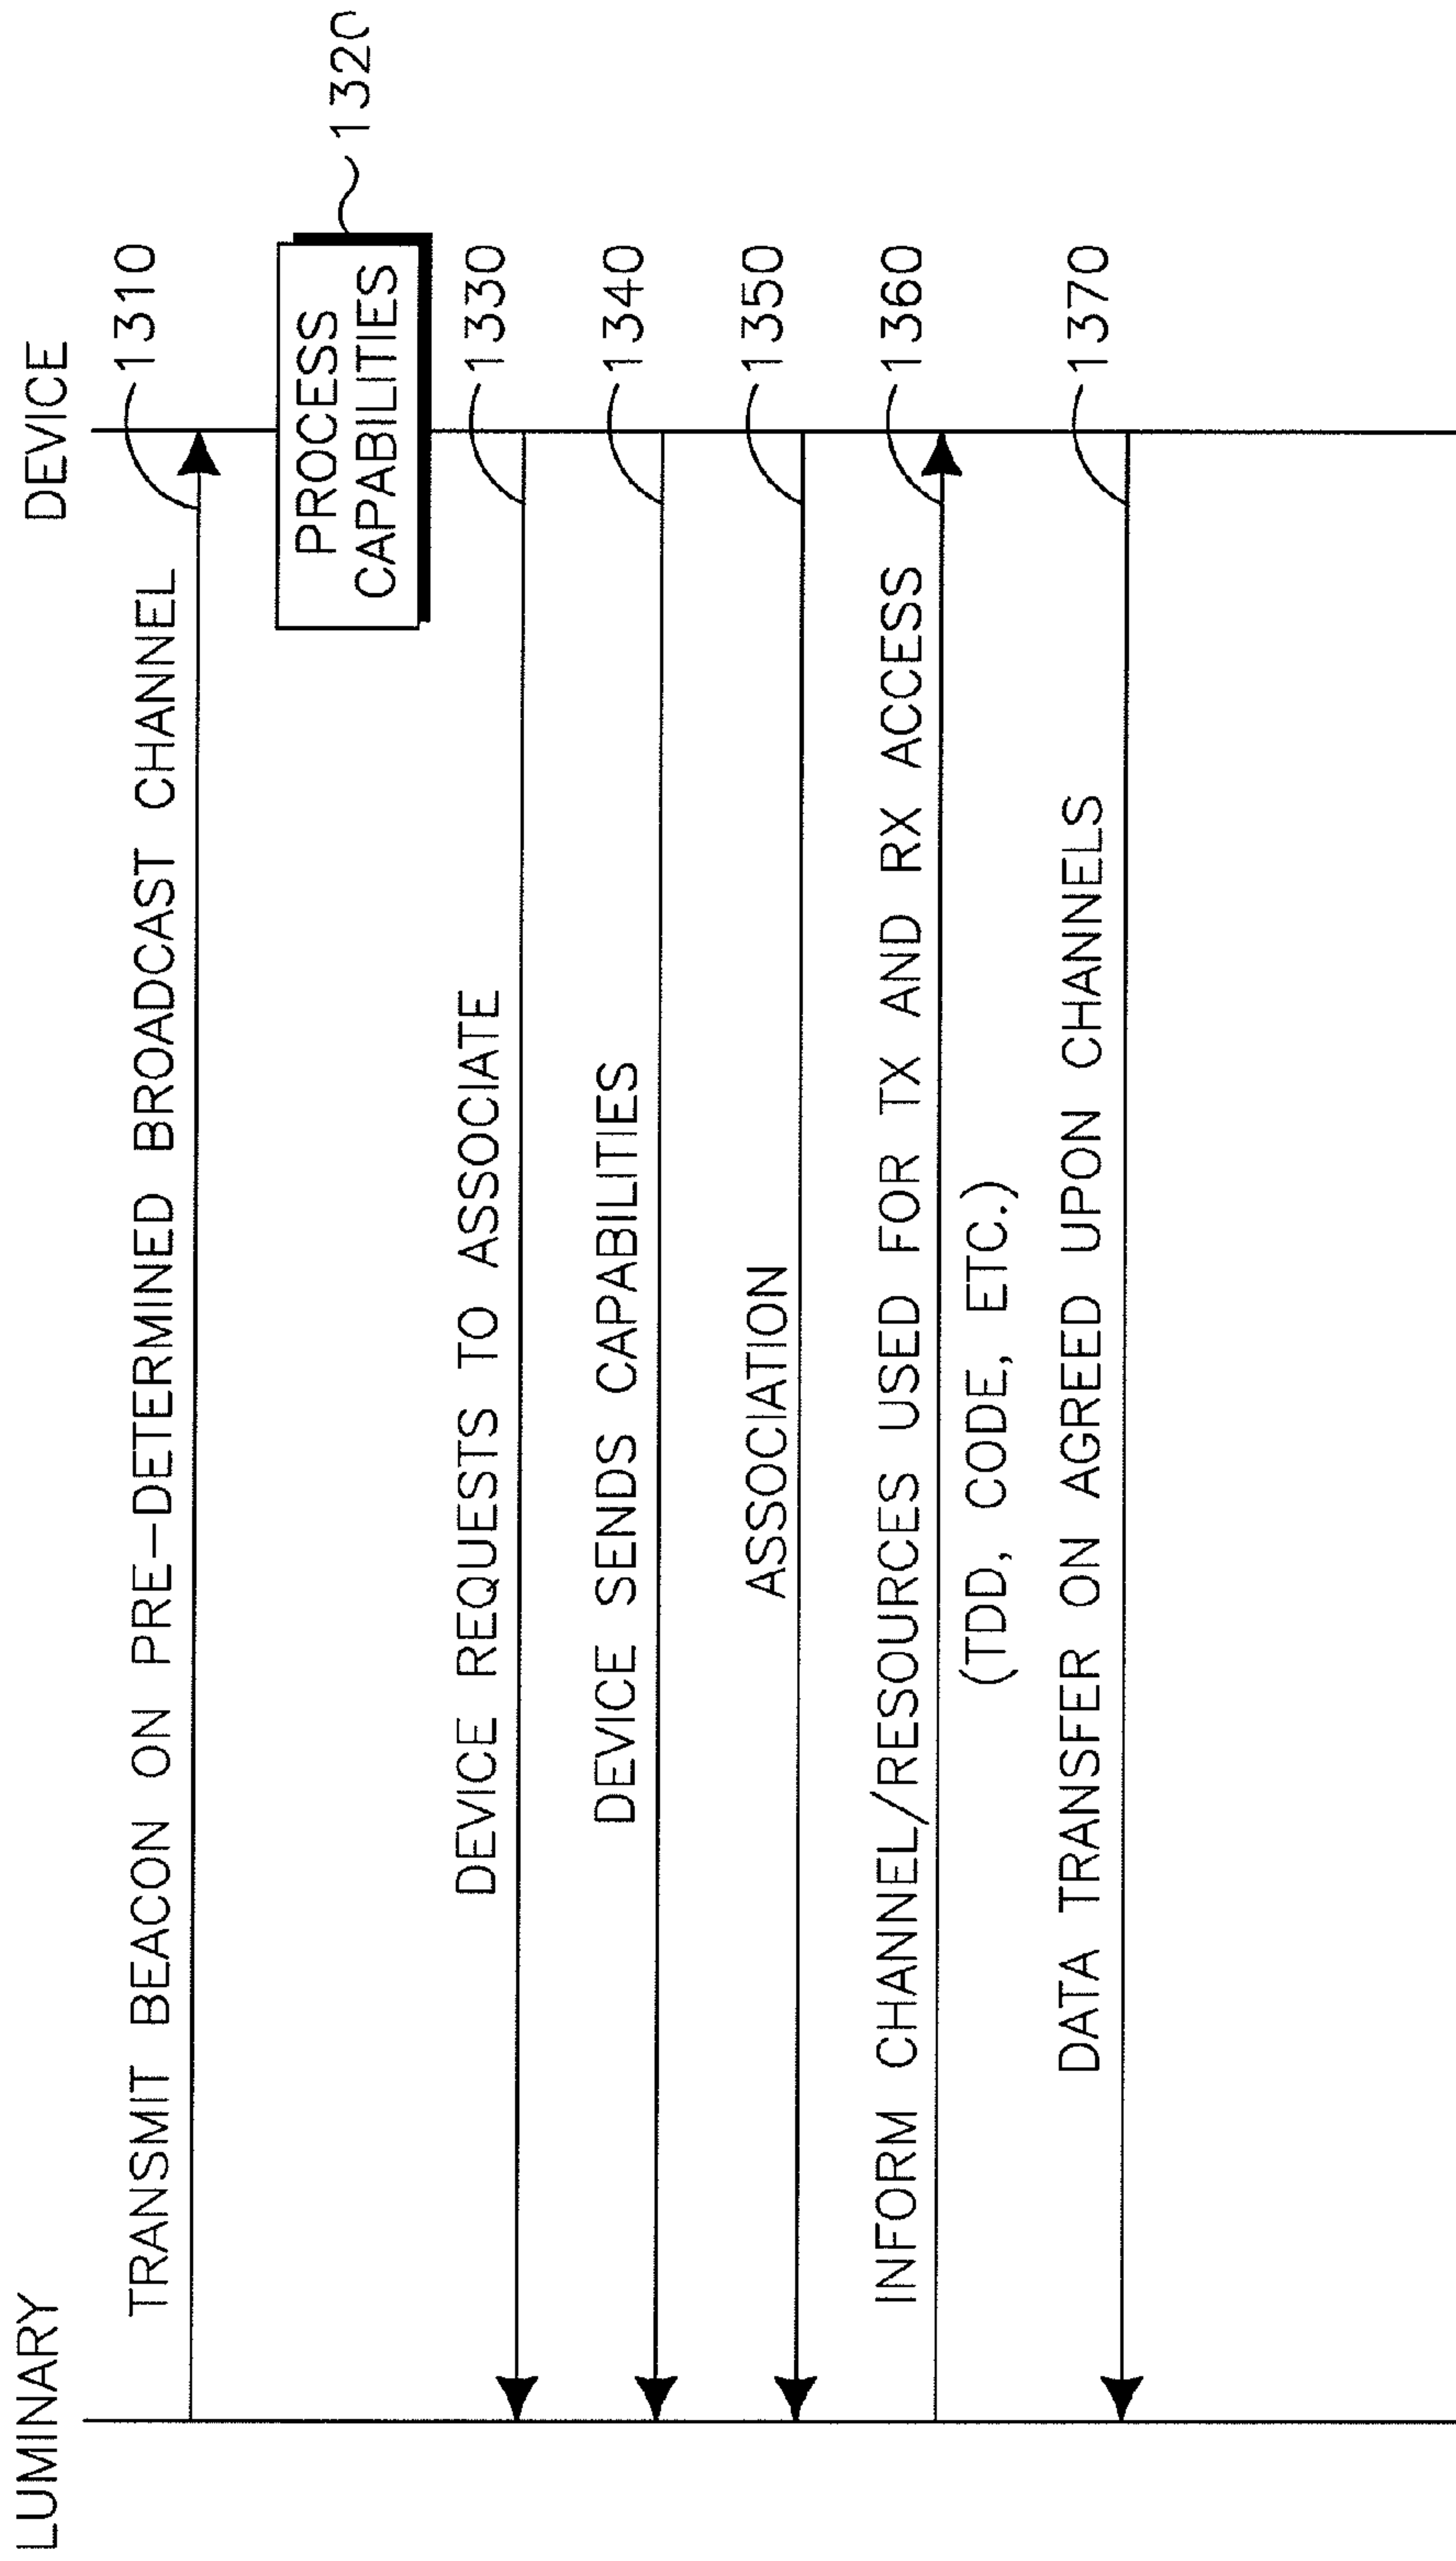 LUMINARY
DEVICE
TRANSMIT BEACON ON PRE-DETERMINED BROADCAST CHANNEL
1310
PROCESS
CAPABILITIES
1320
DEVICE REQUESTS TO ASSOCIATE
1330
DEVICE SENDS CAPABILITIES
1340
ASSOCIATION
1350
INFORM CHANNEL/RESOURCES USED FOR TX AND RX ACCESS
1360
(TDD, CODE, ETC.)
DATA TRANSFER ON AGREED UPON CHANNELS
1370